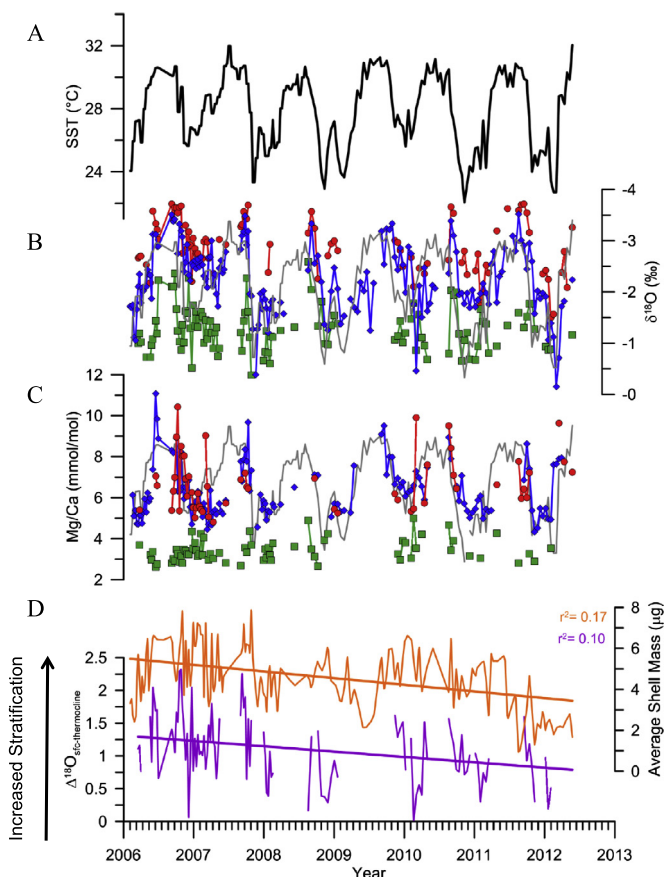 A
32
28
24
SST (°C)
B
-4
-3
-2
-1
-0
δ¹⁸O (‰)
C
12
10
8
6
4
2
Mg/Ca (mmol/mol)
D
r²= 0.17
r²= 0.10
8
6
4
2
0
Average Shell Mass (µg)
2.5
2
1.5
1
0.5
0
Δ¹⁸O sfc-thermocline
Increased Stratification
2006 2007 2008 2009 2010 2011 2012 2013
Year